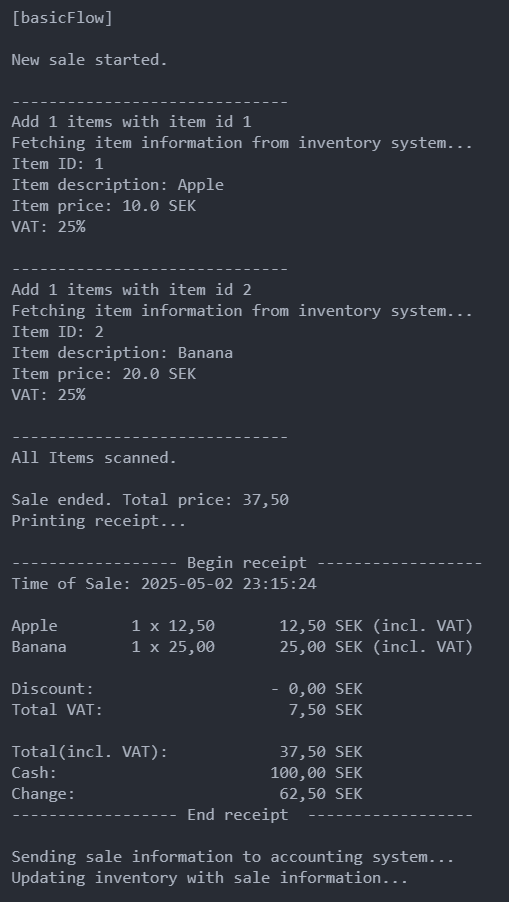 [basicFlow]
New sale started.
------------------------------
Add 1 items with item id 1
Fetching item information from inventory system...
Item ID: 1
Item description: Apple
Item price: 10.0 SEK
VAT: 25%
------------------------------
Add 1 items with item id 2
Fetching item information from inventory system...
Item ID: 2
Item description: Banana
Item price: 20.0 SEK
VAT: 25%
------------------------------
All Items scanned.
Sale ended. Total price: 37,50
Printing receipt...
------------------ Begin receipt ------------------
Time of Sale: 2025-05-02 23:15:24
Apple        1 x 12,50       12,50 SEK (incl. VAT)
Banana       1 x 25,00       25,00 SEK (incl. VAT)
Discount:                   - 0,00 SEK
Total VAT:                    7,50 SEK
Total(incl. VAT):            37,50 SEK
Cash:                       100,00 SEK
Change:                      62,50 SEK
------------------ End receipt  ------------------
Sending sale information to accounting system...
Updating inventory with sale information...